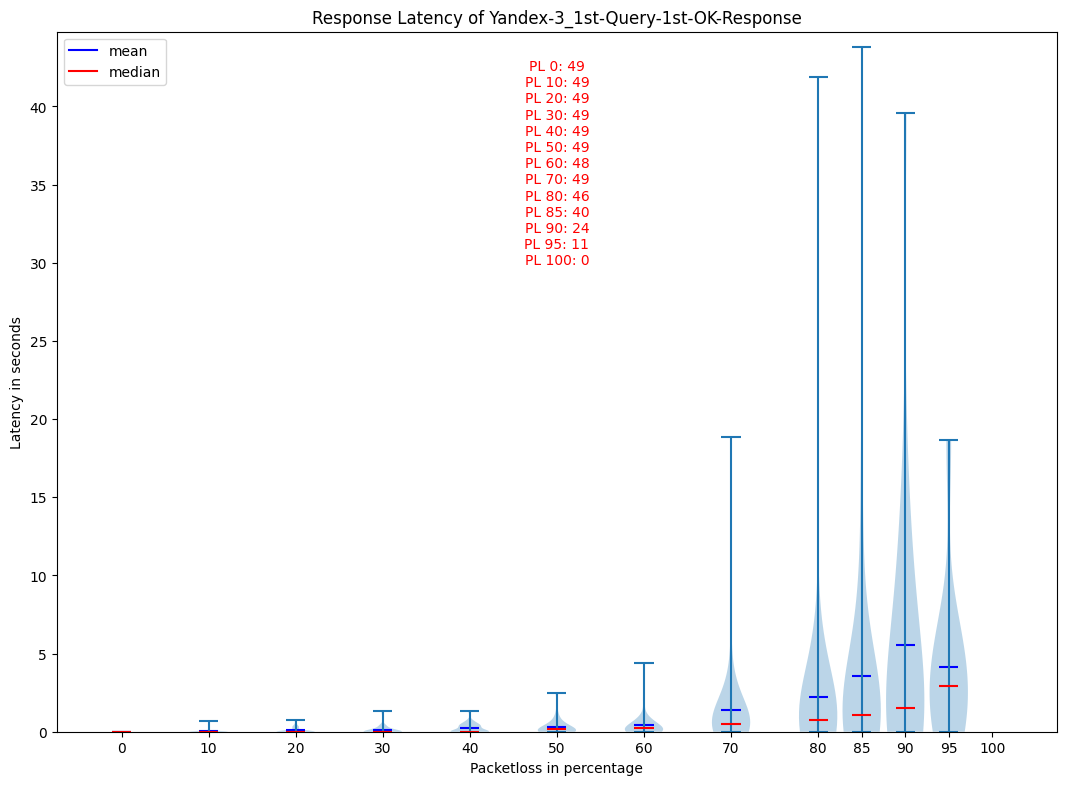 Response Latency of Yandex-3_1st-Query-1st-OK-Response
mean
median
PL 0: 49
PL 10: 49
PL 20: 49
PL 30: 49
PL 40: 49
PL 50: 49
PL 60: 48
PL 70: 49
PL 80: 46
PL 85: 40
PL 90: 24
PL 95: 11
PL 100: 0
Latency in seconds
40
35
30
25
20
15
10
5
0
0 10 20 30 40 50 60 70 80 85 90 95 100
Packetloss in percentage